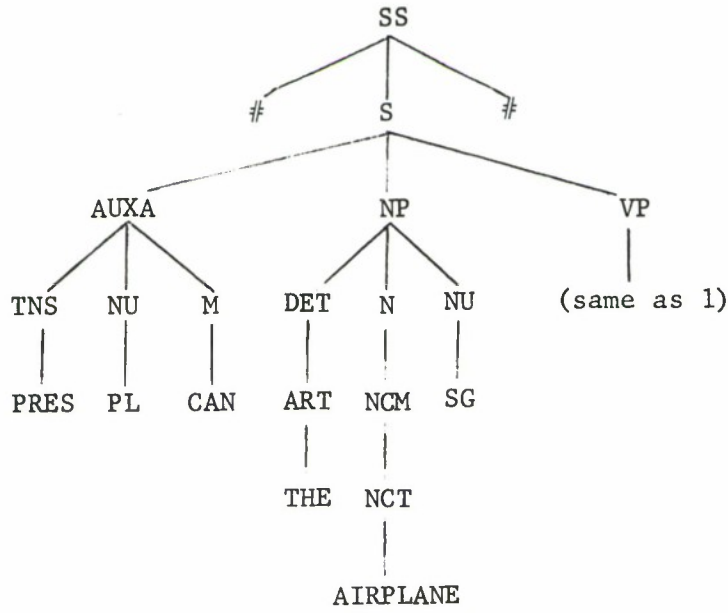 SS
# S #
AUXA NP VP
TNS NU M DET N NU (same as 1)
PRES PL CAN ART NCM SG
THE NCT
AIRPLANE